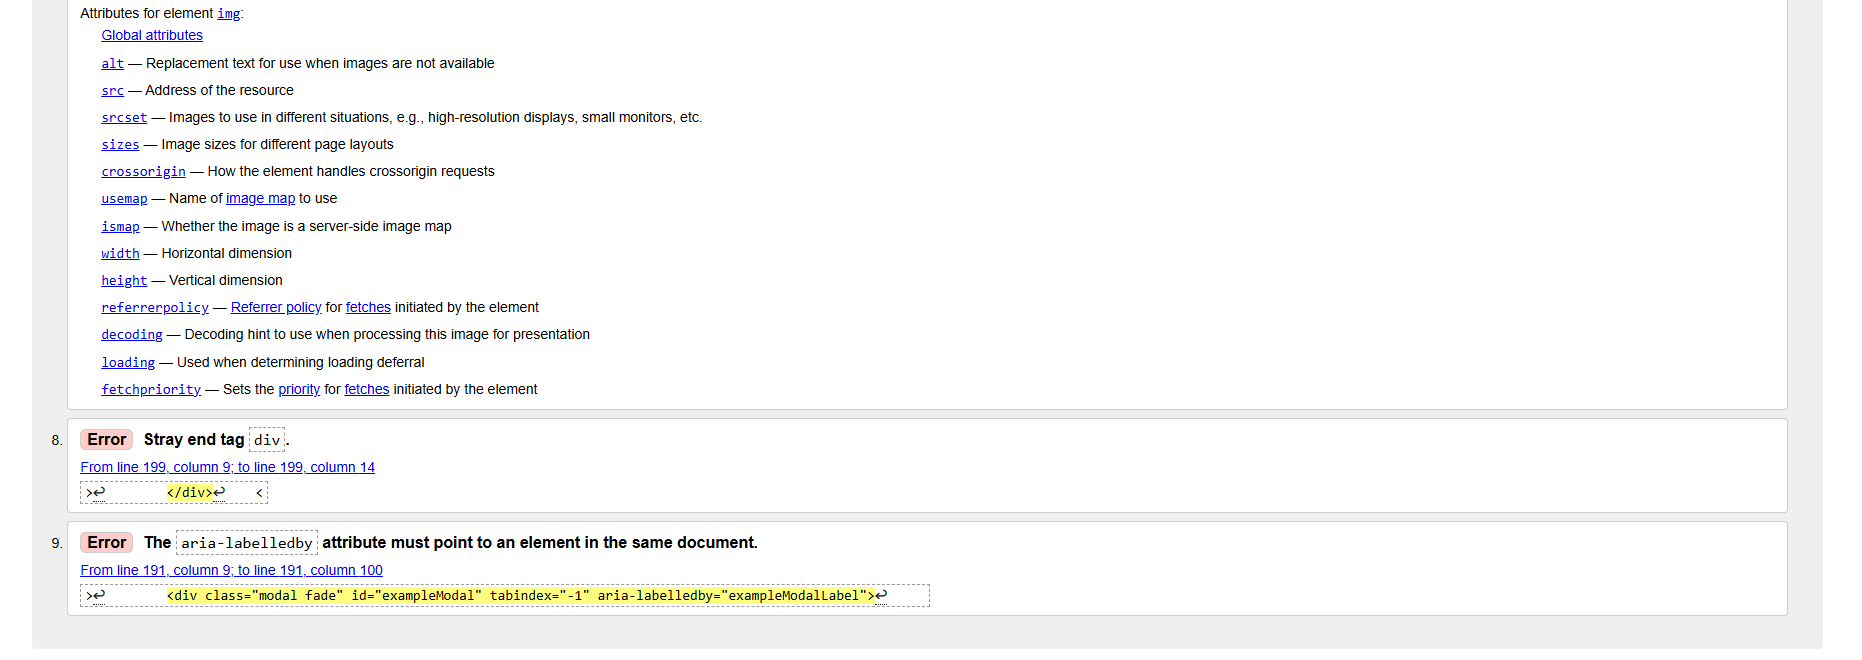 Attributes for element img:
Global attributes
alt — Replacement text for use when images are not available
src — Address of the resource
srcset — Images to use in different situations, e.g., high-resolution displays, small monitors, etc.
sizes — Image sizes for different page layouts
crossorigin — How the element handles crossorigin requests
usemap — Name of image map to use
ismap — Whether the image is a server-side image map
width — Horizontal dimension
height — Vertical dimension
referrerpolicy — Referrer policy for fetches initiated by the element
decoding — Decoding hint to use when processing this image for presentation
loading — Used when determining loading deferral
fetchpriority — Sets the priority for fetches initiated by the element
8. Error Stray end tag div.
From line 199, column 9; to line 199, column 14
>↩ </div>↩ <
9. Error The aria-labelledby attribute must point to an element in the same document.
From line 191, column 9; to line 191, column 100
>↩ <div class="modal fade" id="exampleModal" tabindex="-1" aria-labelledby="exampleModalLabel">↩